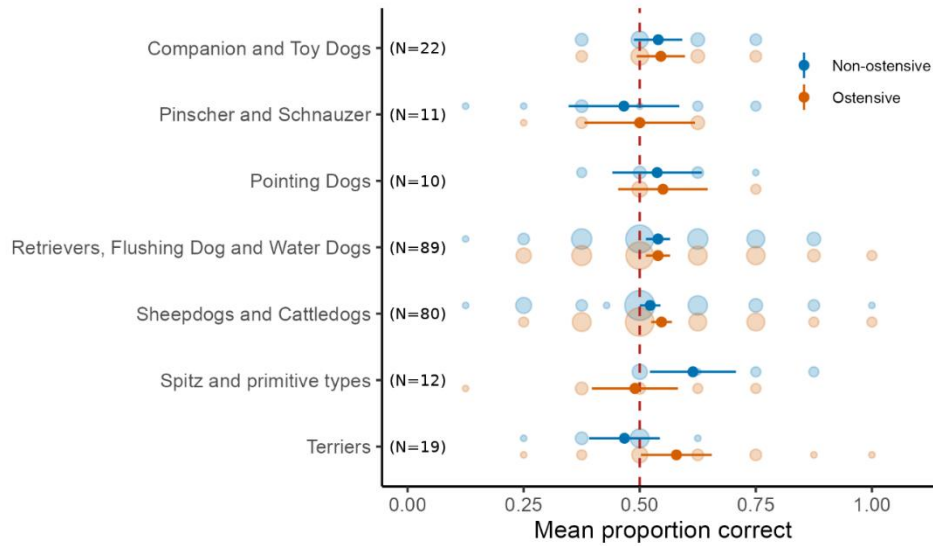 Companion and Toy Dogs (N=22)
Non-ostensive
Ostensive
Pinscher and Schnauzer (N=11)
Pointing Dogs (N=10)
Retrievers, Flushing Dog and Water Dogs (N=89)
Sheepdogs and Cattledogs (N=80)
Spitz and primitive types (N=12)
Terriers (N=19)
0.00 0.25 0.50 0.75 1.00
Mean proportion correct